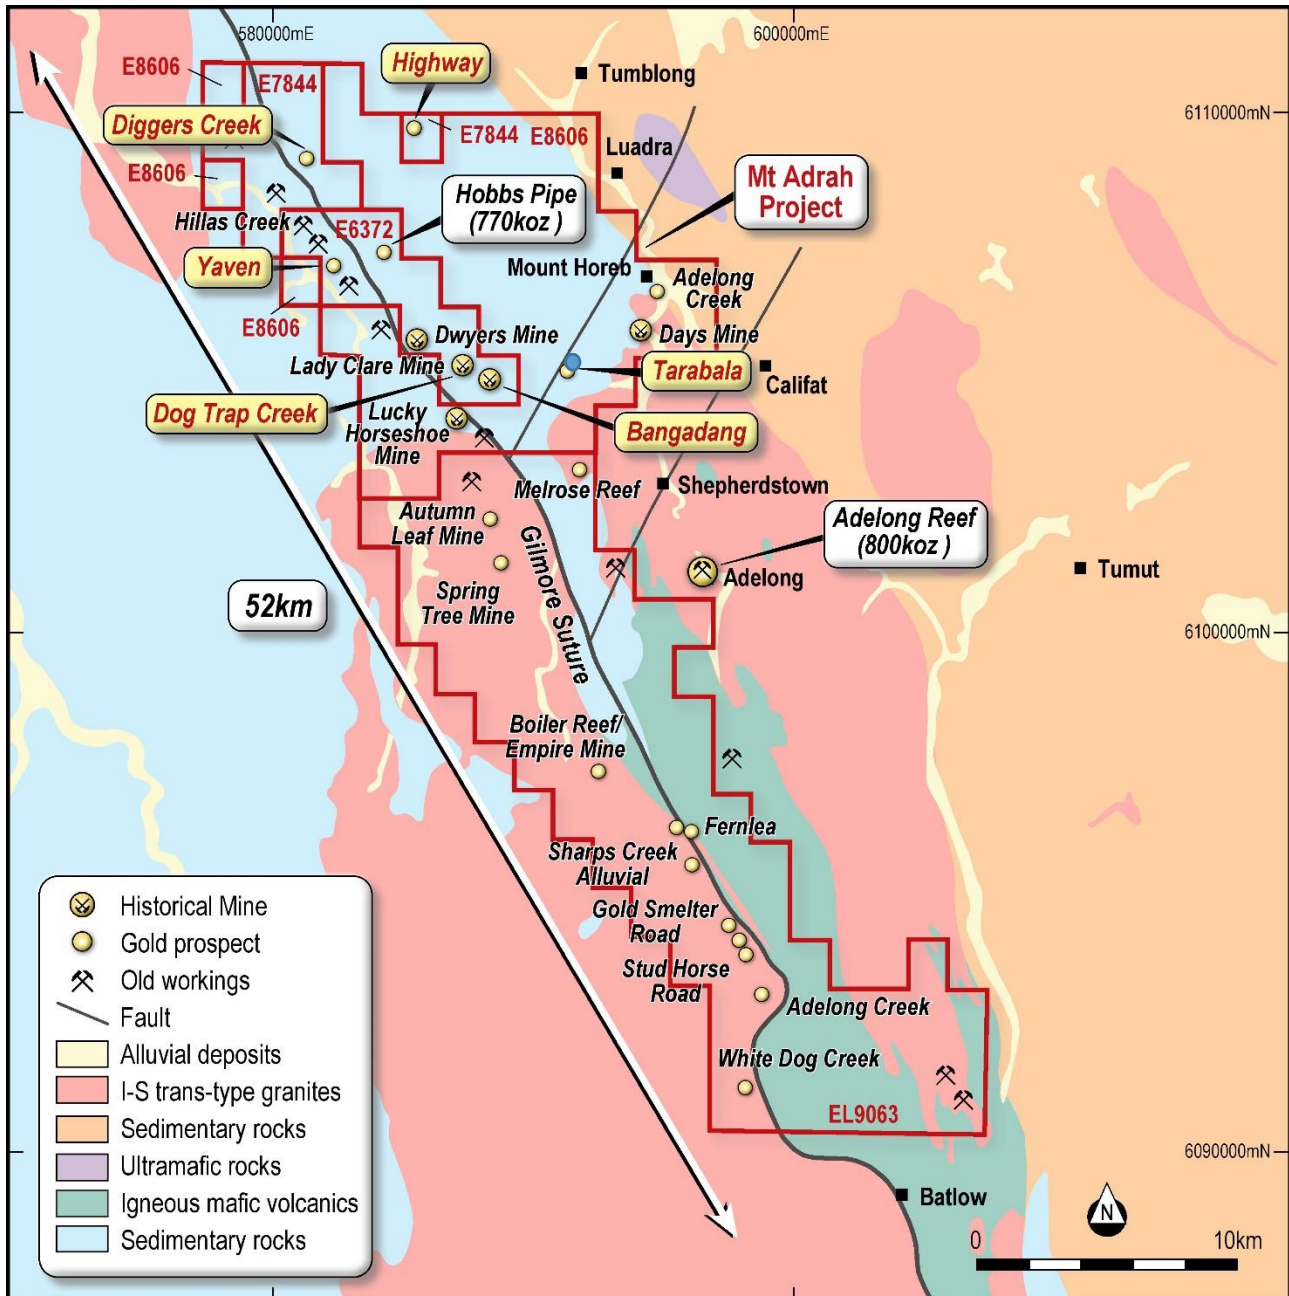 580000mE
600000mE
E8606
E7844
Highway
Tumblong
Diggers Creek
E7844
E8606
6110000mN
Luadra
E8606
Hobbs Pipe
(770koz )
Mt Adrah
Project
Hillas Creek
E6372
Yaven
Mount Horeb
Adelong
Creek
E8606
Dwyers Mine
Days Mine
Lady Clare Mine
Tarabala
Califat
Dog Trap Creek
Lucky
Horseshoe
Mine
Bangadang
Melrose Reef
Shepherdstown
Autumn
Leaf Mine
Adelong Reef
(800koz )
Gilmore Suture
Adelong
Tumut
Spring
Tree Mine
52km
6100000mN
Boiler Reef/
Empire Mine
Fernlea
Sharps Creek
Alluvial
Gold Smelter
Road
Stud Horse
Road
Adelong Creek
White Dog Creek
EL9063
6090000mN
Batlow
Historical Mine
Gold prospect
Old workings
Fault
Alluvial deposits
I-S trans-type granites
Sedimentary rocks
Ultramafic rocks
Igneous mafic volcanics
Sedimentary rocks
N
0
10km